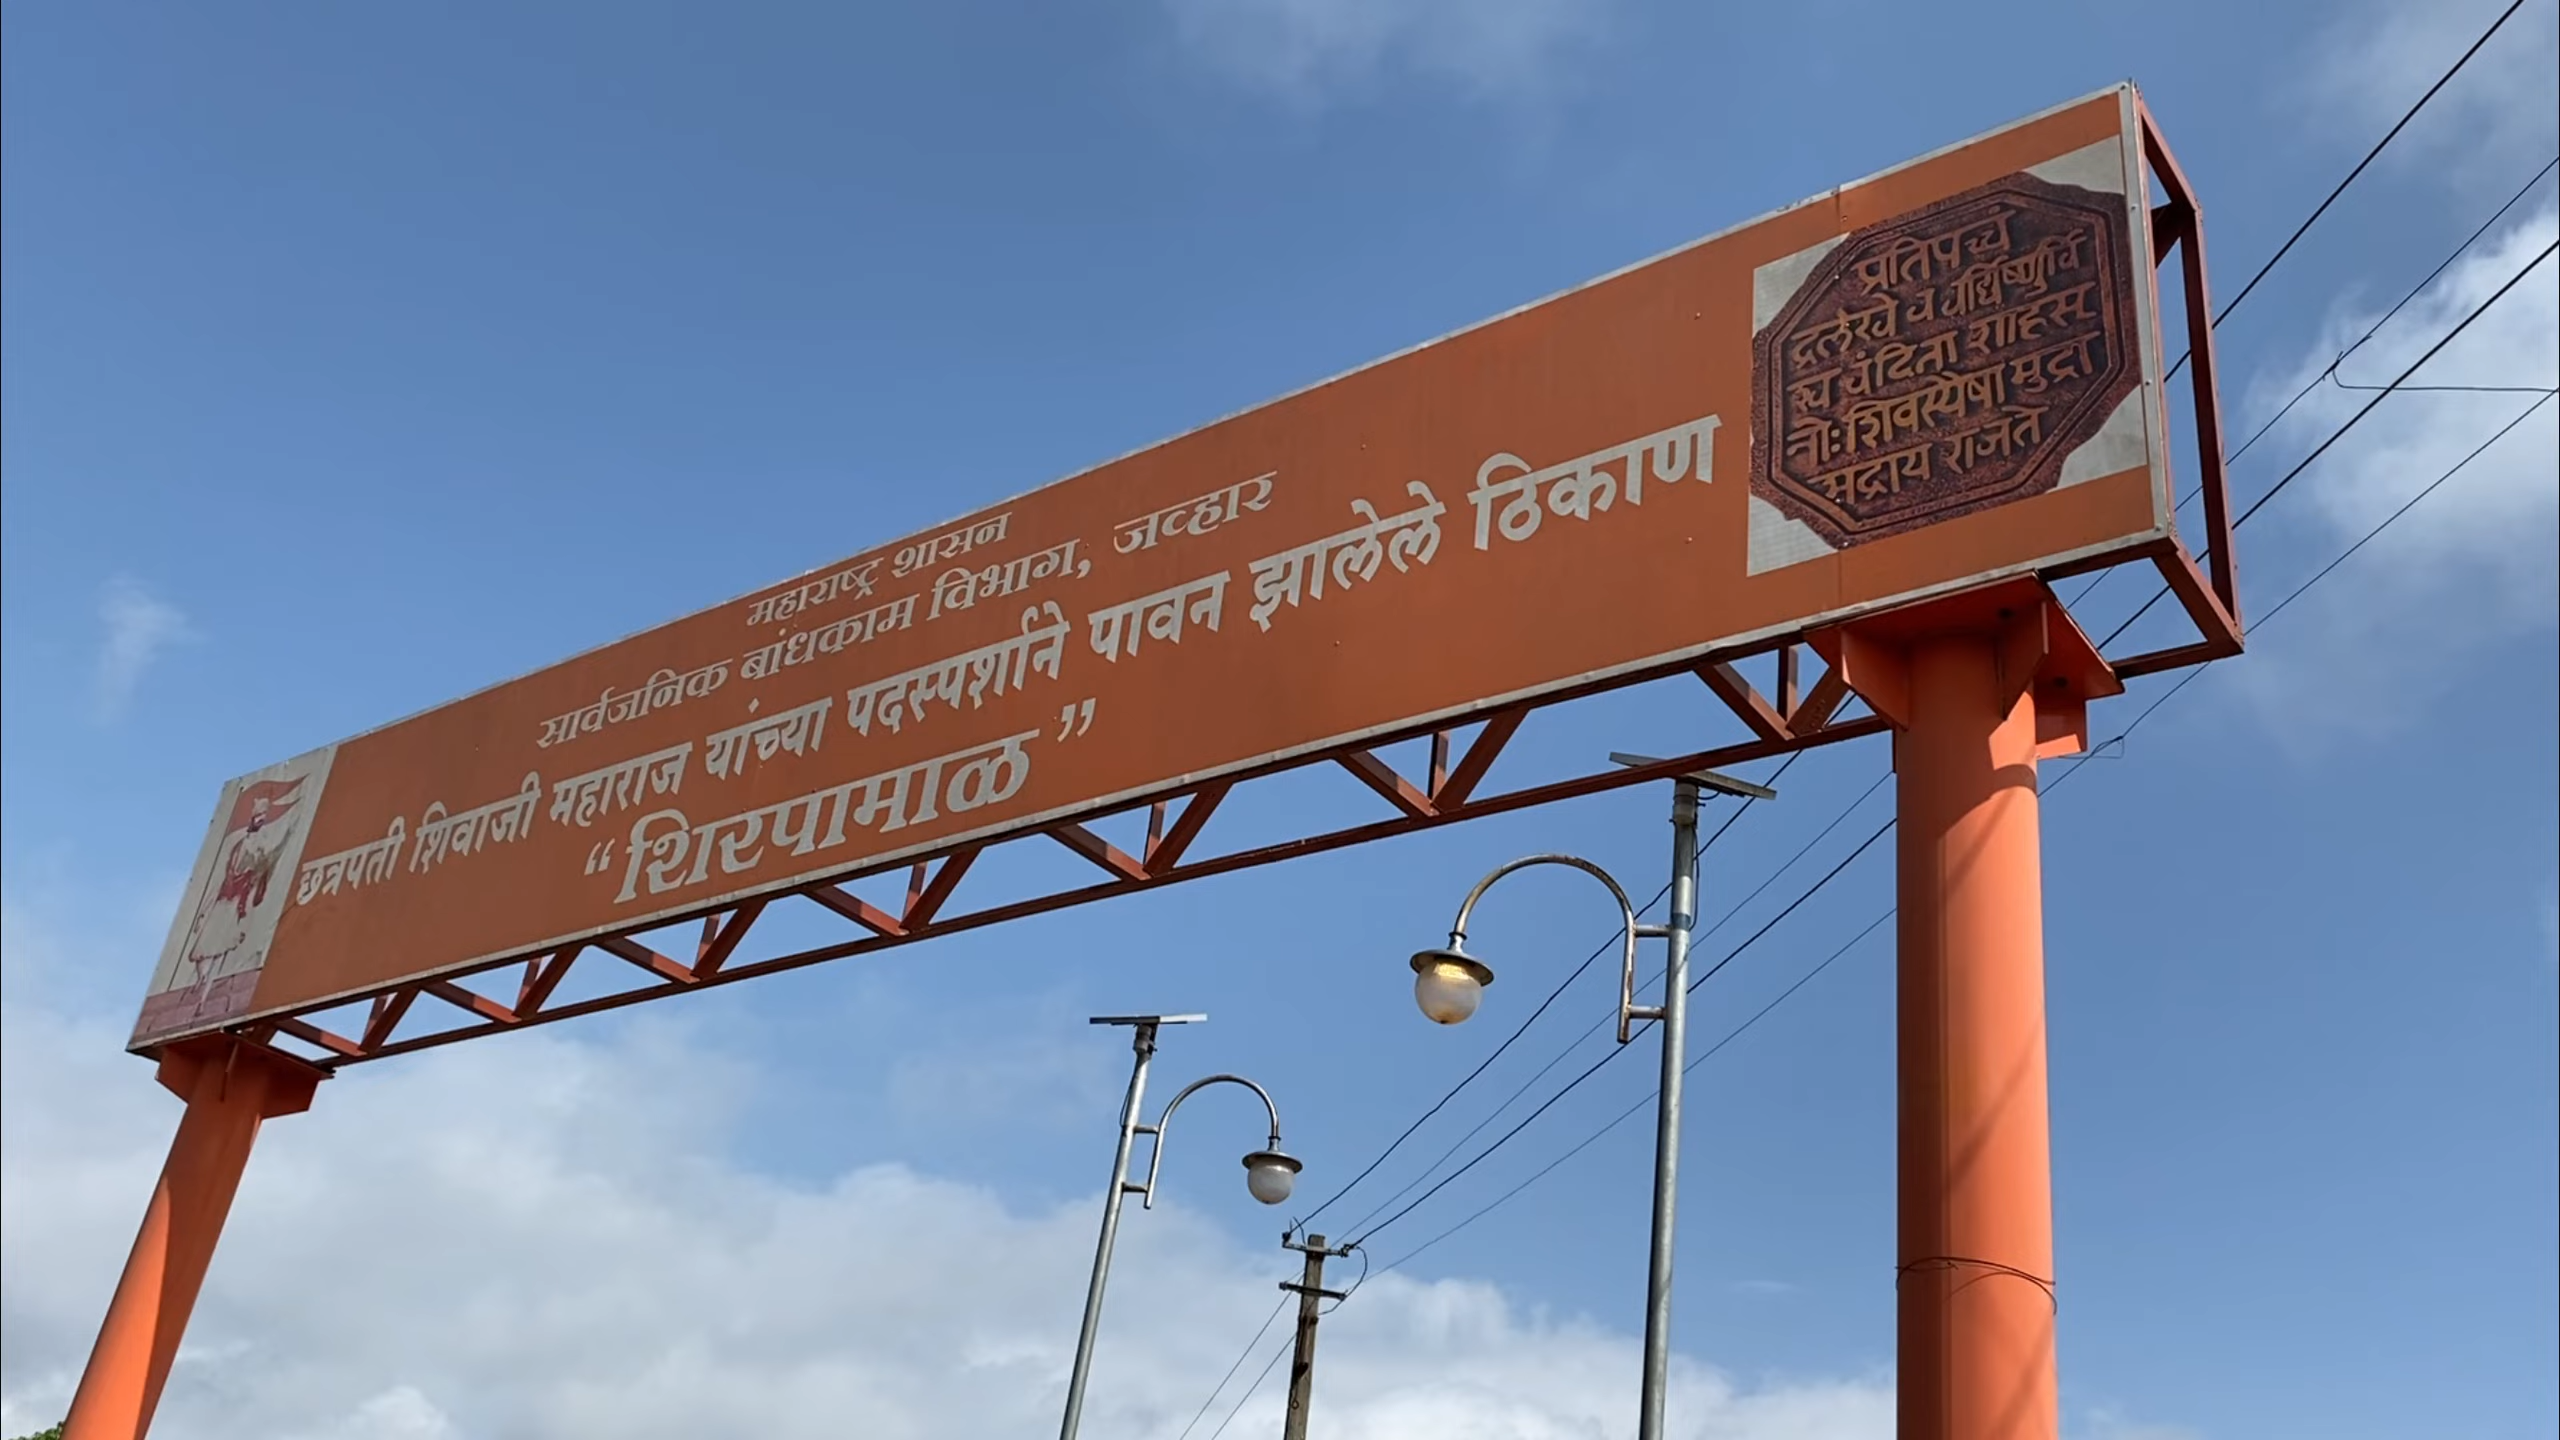 महाराष्ट्र शासन
सार्वजनिक बांधकाम विभाग, जव्हार
छत्रपती शिवाजी महाराज यांच्या पदस्पर्शाने पावन झालेले ठिकाण
“शिरपामाळ”
प्रतिपच्चं
द्रलेखे व वर्धिष्णुर्वि
श्व वंदिता शाहसू
नोः शिवस्यैषा मुद्रा
भद्राय राजते